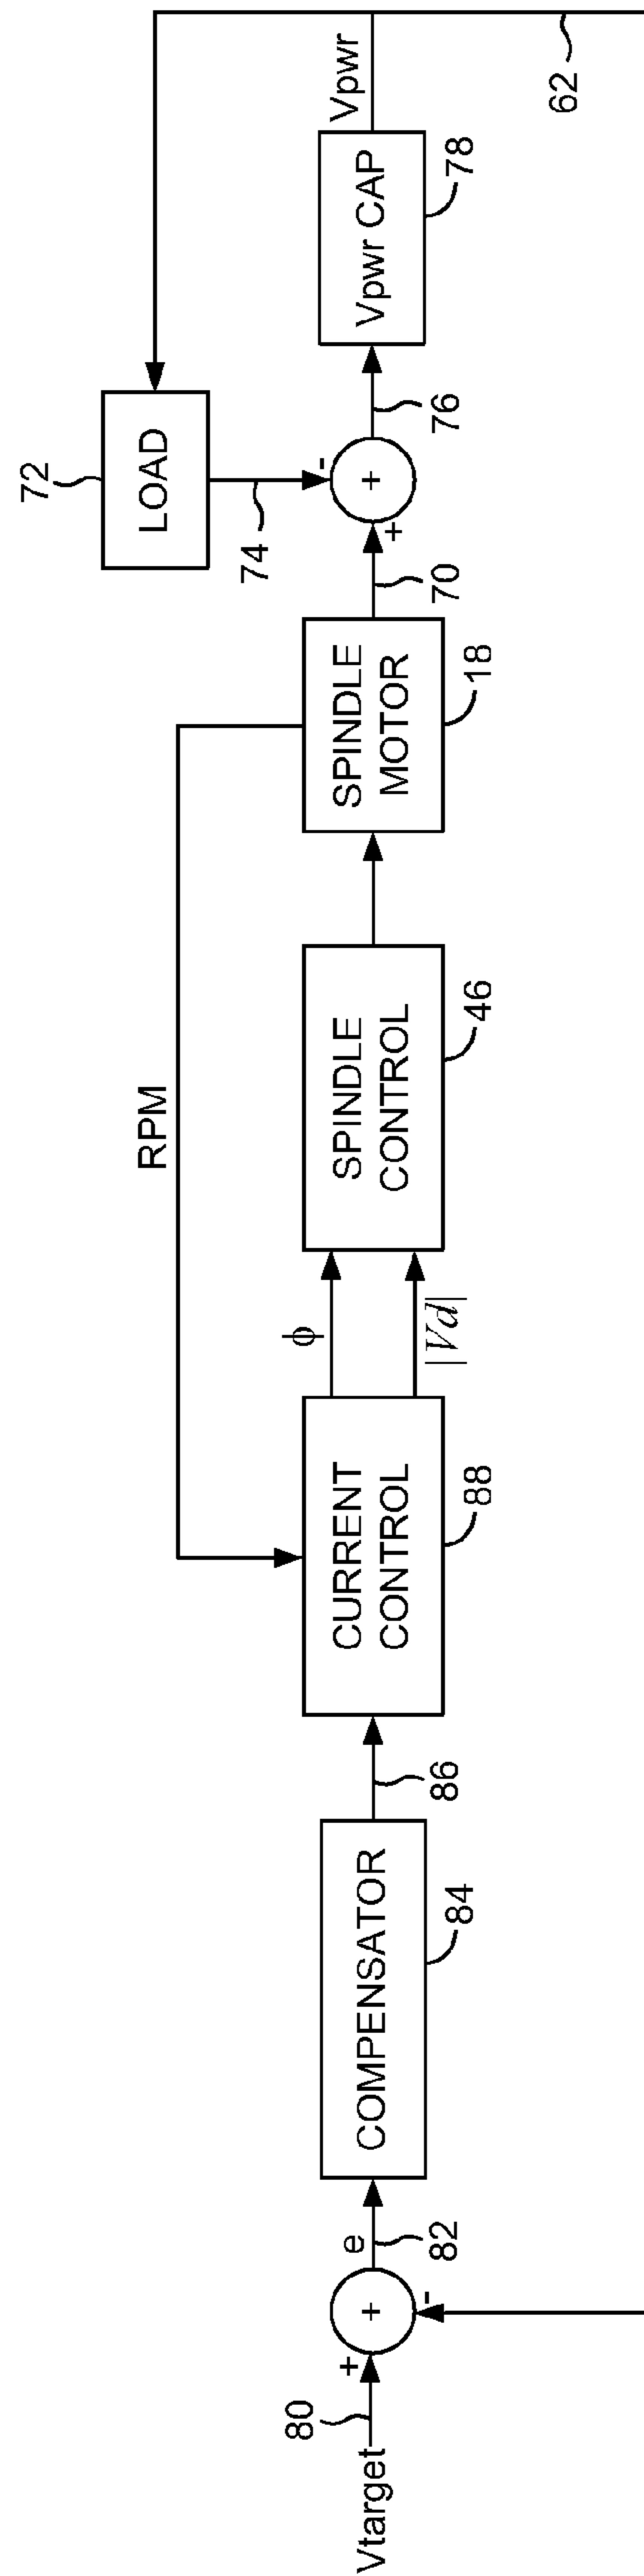 Vtarget
80
+
+
-
e
82
COMPENSATOR
84
86
CURRENT
CONTROL
88
RPM
ϕ
|Vd|
SPINDLE
CONTROL
46
SPINDLE
MOTOR
18
70
+
+
-
72
LOAD
74
76
Vpwr CAP
78
Vpwr
62